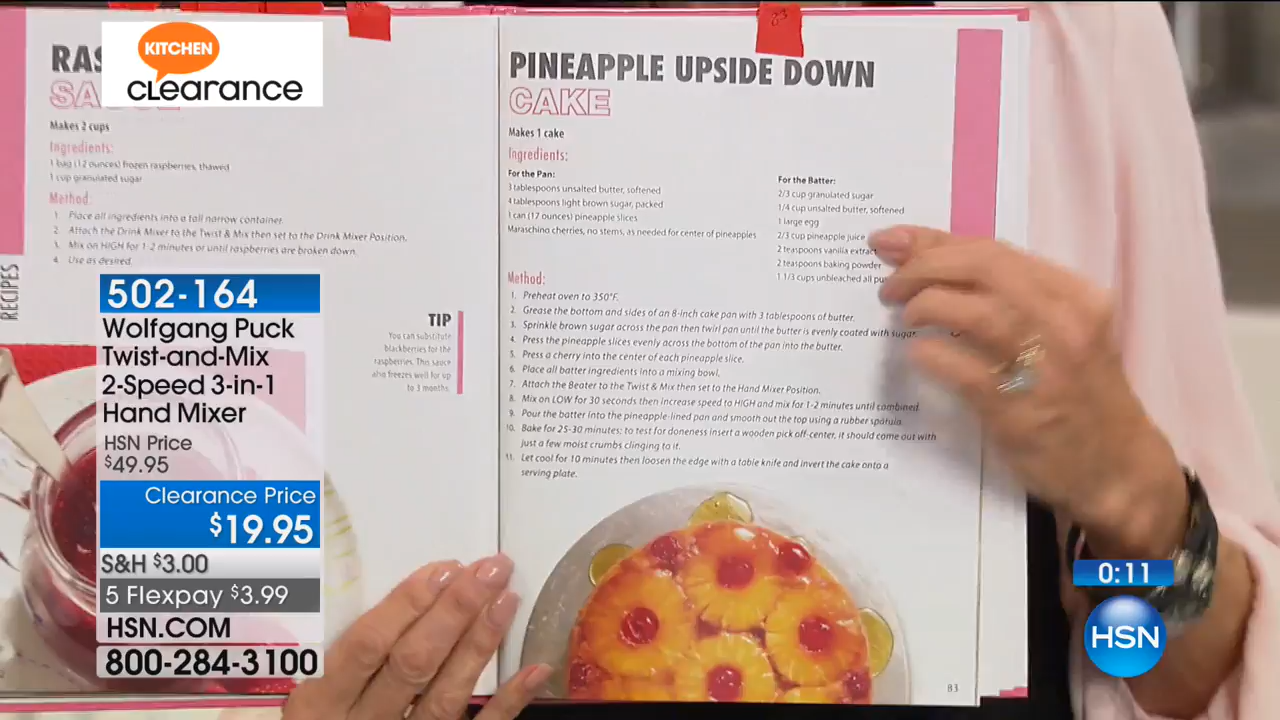 KITCHEN
clearance
RAS
SA
Makes 2 cups
Ingredients:
1 bag (12 ounces) frozen raspberries, thawed
1 cup granulated sugar
Method:
1. Place all ingredients into a tall narrow container.
2. Attach the Drink Mixer to the Twist & Mix then set to the Drink Mixer Position.
3. Mix on HIGH for 1-2 minutes or until raspberries are broken down.
4. Use as desired.
RECIPES
TIP
You can substitute
blackberries for the
raspberries. This sauce
also freezes well for up
to 3 months.
83
PINEAPPLE UPSIDE DOWN
CAKE
Makes 1 cake
Ingredients:
For the Pan:
3 tablespoons unsalted butter, softened
4 tablespoons light brown sugar, packed
1 can (17 ounces) pineapple slices
Maraschino cherries, no stems, as needed for center of pineapples
For the Batter:
2/3 cup granulated sugar
1/4 cup unsalted butter, softened
1 large egg
2/3 cup pineapple juice
2 teaspoons vanilla extract
2 teaspoons baking powder
1 1/3 cups unbleached all pu
Method:
1. Preheat oven to 350°F.
2. Grease the bottom and sides of an 8-inch cake pan with 3 tablespoons of butter.
3. Sprinkle brown sugar across the pan then twirl pan until the butter is evenly coated with sugar.
4. Press the pineapple slices evenly across the bottom of the pan into the butter.
5. Press a cherry into the center of each pineapple slice.
6. Place all batter ingredients into a mixing bowl.
7. Attach the Beater to the Twist & Mix then set to the Hand Mixer Position.
8. Mix on LOW for 30 seconds then increase speed to HIGH and mix for 1-2 minutes until combined.
9. Pour the batter into the pineapple-lined pan and smooth out the top using a rubber spatula.
10. Bake for 25-30 minutes; to test for doneness insert a wooden pick off-center, it should come out with
just a few moist crumbs clinging to it.
11. Let cool for 10 minutes then loosen the edge with a table knife and invert the cake onto a
serving plate.
83
502-164
Wolfgang Puck
Twist-and-Mix
2-Speed 3-in-1
Hand Mixer
HSN Price
$49.95
Clearance Price
$19.95
S&H $3.00
5 Flexpay $3.99
HSN.COM
800-284-3100
0:11
HSN